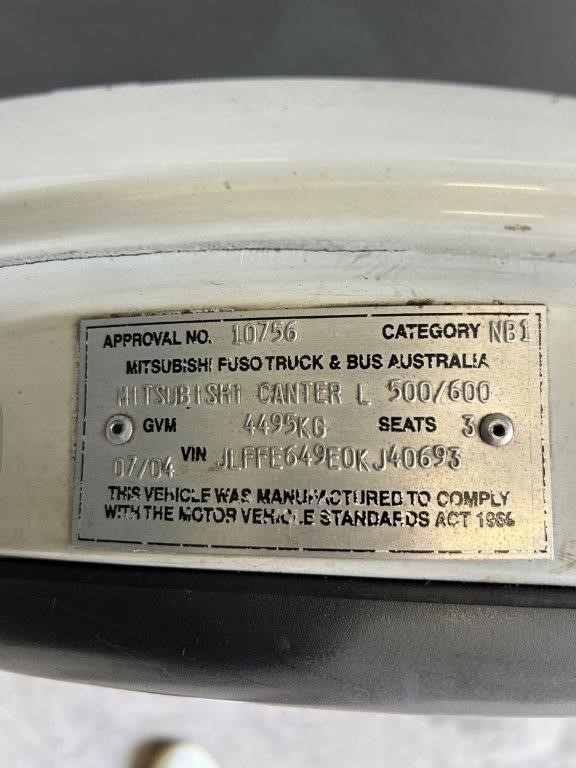 APPROVAL NO. 10756 CATEGORY NB1
MITSUBISHI FUSO TRUCK & BUS AUSTRALIA
MITSUBISHI CANTER L 500/600
GVM 4495KG SEATS 3
07/04 VIN JLFFE649E0KJ40693
THIS VEHICLE WAS MANUFACTURED TO COMPLY
WITH THE MOTOR VEHICLE STANDARDS ACT 1989